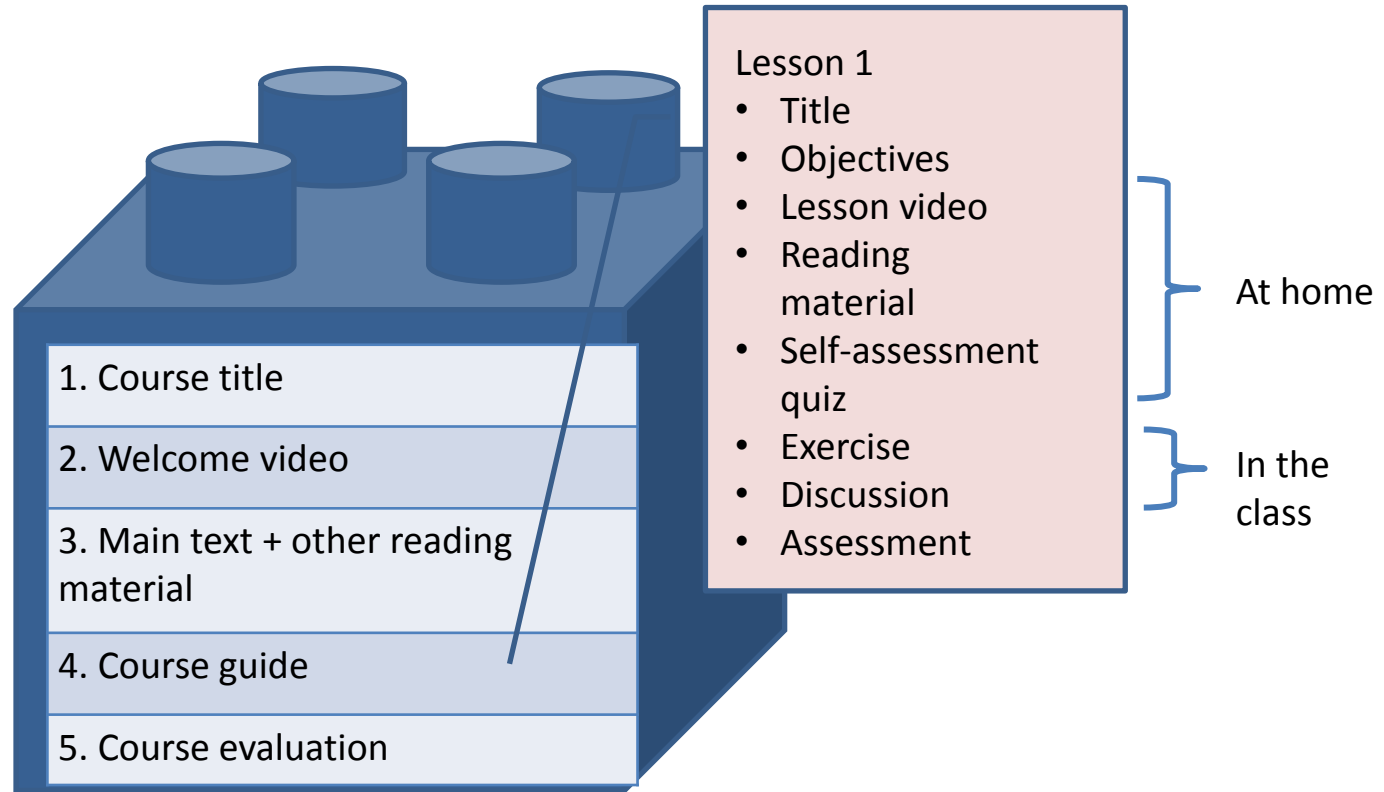 Lesson 1
• Title
• Objectives
• Lesson video
• Reading
material
• Self-assessment
quiz
• Exercise
• Discussion
• Assessment
At home
In the
class
1. Course title
2. Welcome video
3. Main text + other reading
material
4. Course guide
5. Course evaluation